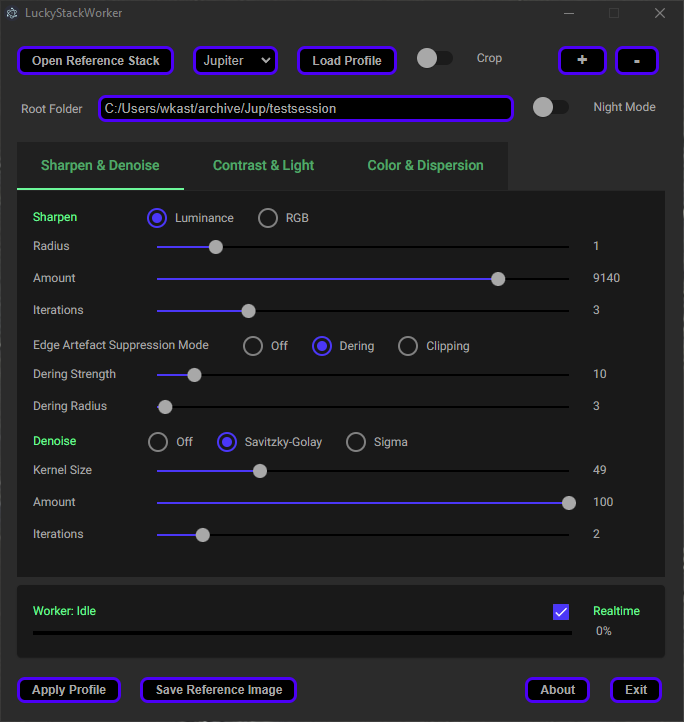 LuckyStackWorker
Open Reference Stack Jupiter Load Profile Crop + -
Root Folder C:/Users/wkast/archive/Jup/testsession Night Mode
Sharpen & Denoise Contrast & Light Color & Dispersion
Sharpen Luminance RGB
Radius 1
Amount 9140
Iterations 3
Edge Artefact Suppression Mode Off Dering Clipping
Dering Strength 10
Dering Radius 3
Denoise Off Savitzky-Golay Sigma
Kernel Size 49
Amount 100
Iterations 2
Worker: Idle Realtime
0%
Apply Profile Save Reference Image About Exit